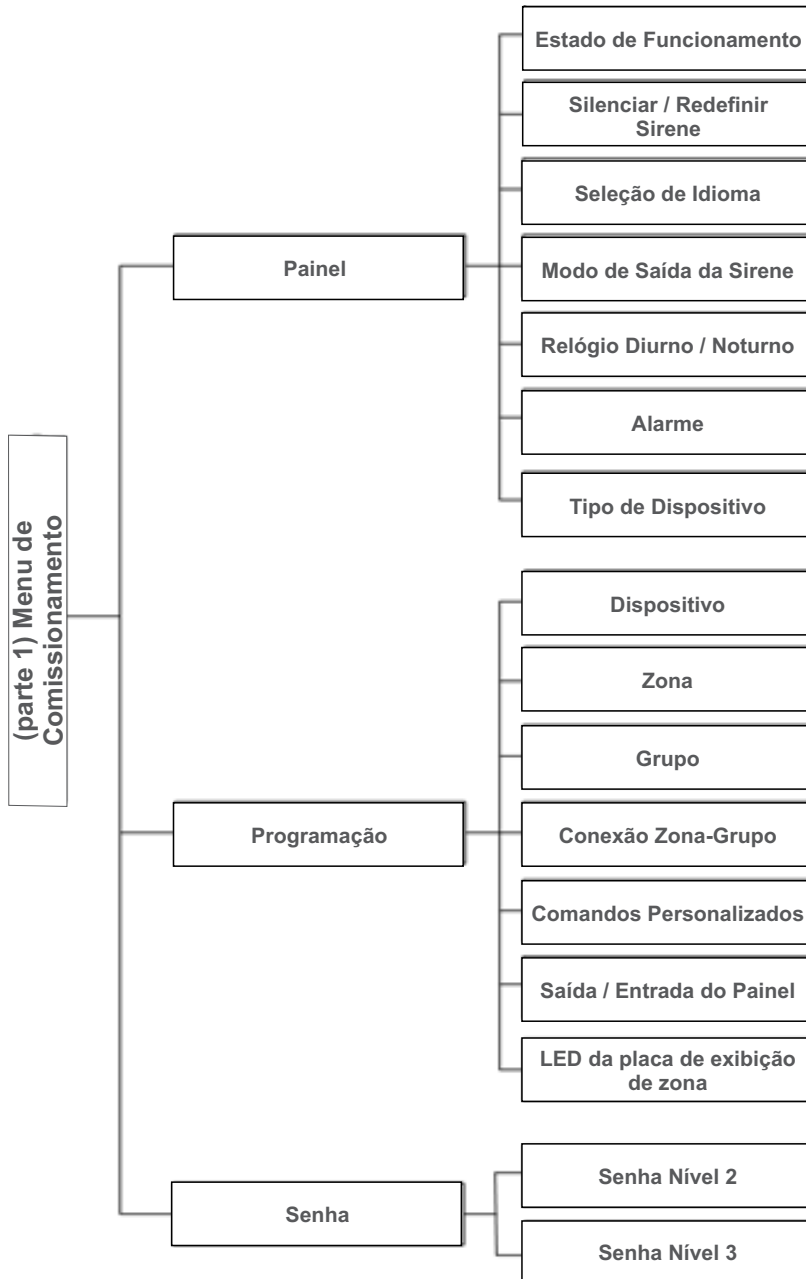 (parte 1) Menu de
Comissionamento
Painel
Estado de Funcionamento
Silenciar / Redefinir
Sirene
Seleção de Idioma
Modo de Saída da Sirene
Relógio Diurno / Noturno
Alarme
Tipo de Dispositivo
Programação
Dispositivo
Zona
Grupo
Conexão Zona-Grupo
Comandos Personalizados
Saída / Entrada do Painel
LED da placa de exibição
de zona
Senha
Senha Nível 2
Senha Nível 3